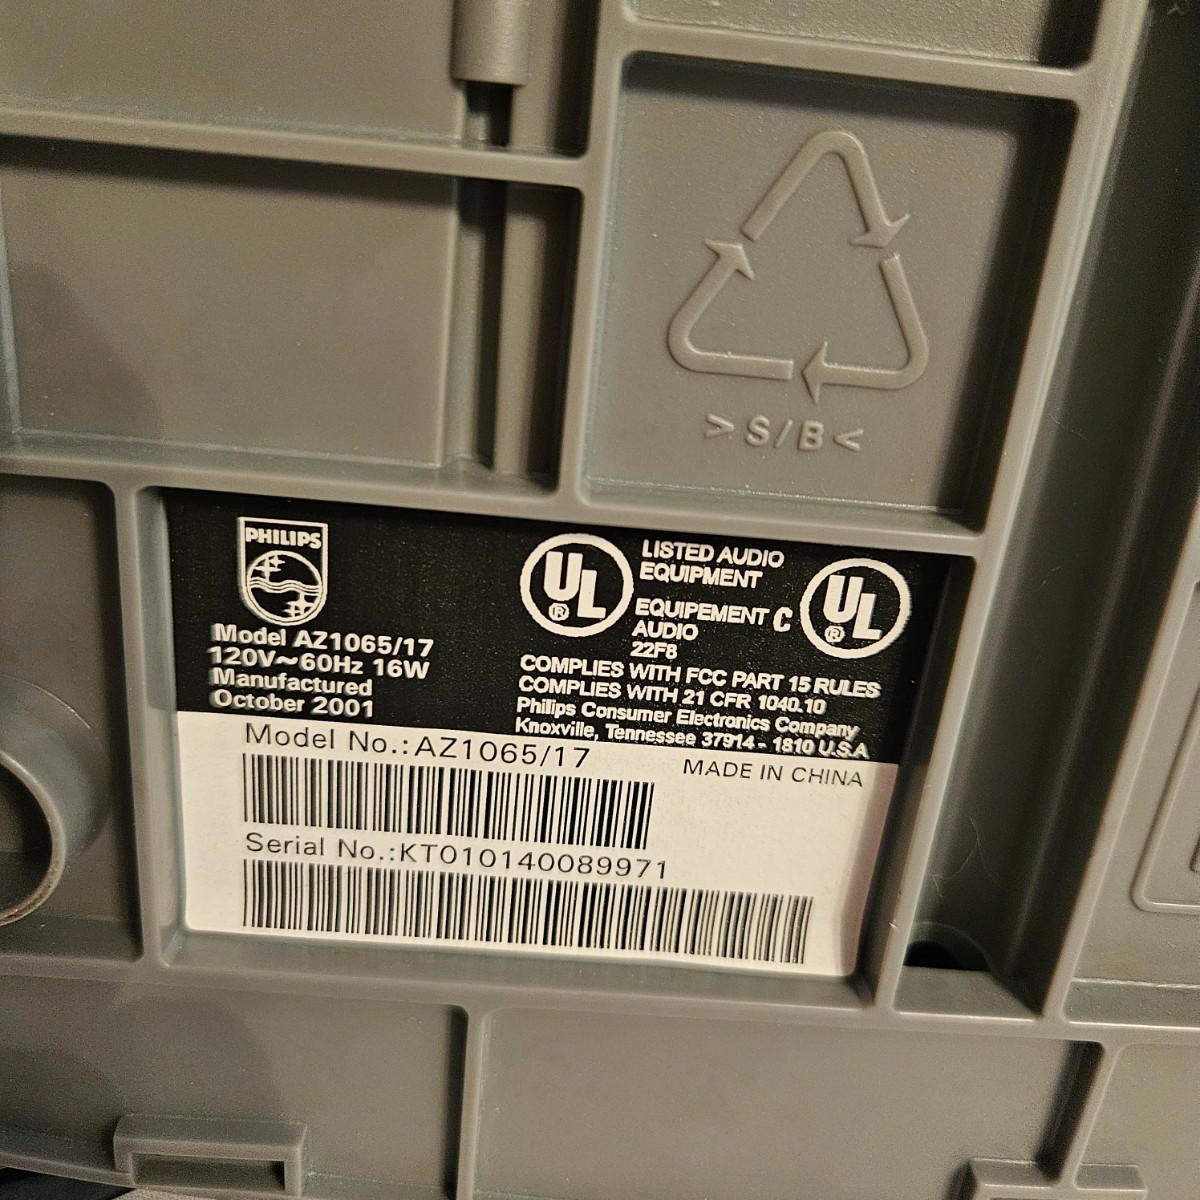 >S/B<
PHILIPS
Model AZ1065/17
120V~60Hz 16W
Manufactured
October 2001
UL
®
LISTED AUDIO
EQUIPMENT
EQUIPEMENT C
AUDIO
22F8
UL
®
COMPLIES WITH FCC PART 15 RULES
COMPLIES WITH 21 CFR 1040.10
Philips Consumer Electronics Company
Knoxville, Tennessee 37914 - 1810 U.S.A
Model No.:AZ1065/17
MADE IN CHINA
Serial No.:KT010140089971